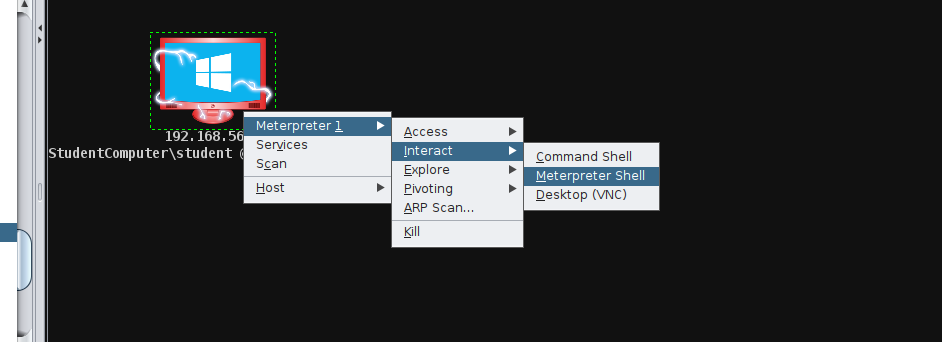 192.168.56
StudentComputer\student @
Meterpreter 1
Services
Scan
Host
Access
Interact
Explore
Pivoting
ARP Scan...
Kill
Command Shell
Meterpreter Shell
Desktop (VNC)